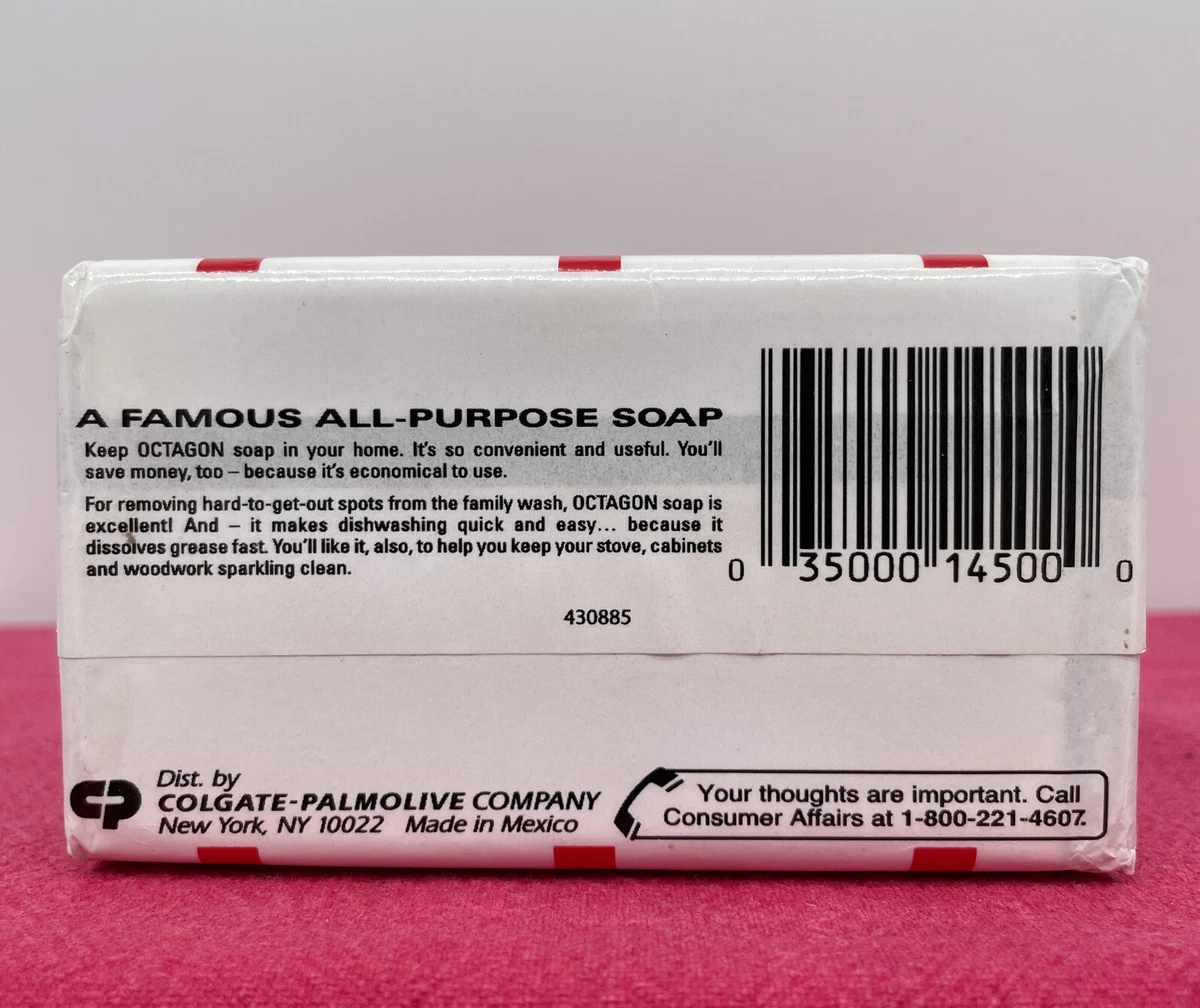 A FAMOUS ALL-PURPOSE SOAP
Keep OCTAGON soap in your home. It's so convenient and useful. You'll
save money, too – because it's economical to use.
For removing hard-to-get-out spots from the family wash, OCTAGON soap is
excellent! And – it makes dishwashing quick and easy... because it
dissolves grease fast. You'll like it, also, to help you keep your stove, cabinets
and woodwork sparkling clean.
0 35000 14500 0
430885
CP
Dist. by
COLGATE-PALMOLIVE COMPANY
New York, NY 10022 Made in Mexico
Your thoughts are important. Call
Consumer Affairs at 1-800-221-4607.